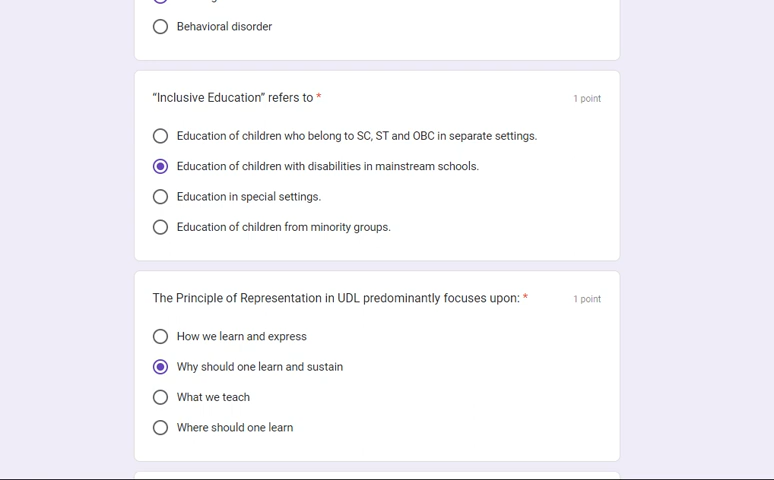 Behavioral disorder
“Inclusive Education” refers to *
1 point
Education of children who belong to SC, ST and OBC in separate settings.
Education of children with disabilities in mainstream schools.
Education in special settings.
Education of children from minority groups.
The Principle of Representation in UDL predominantly focuses upon: *
1 point
How we learn and express
Why should one learn and sustain
What we teach
Where should one learn